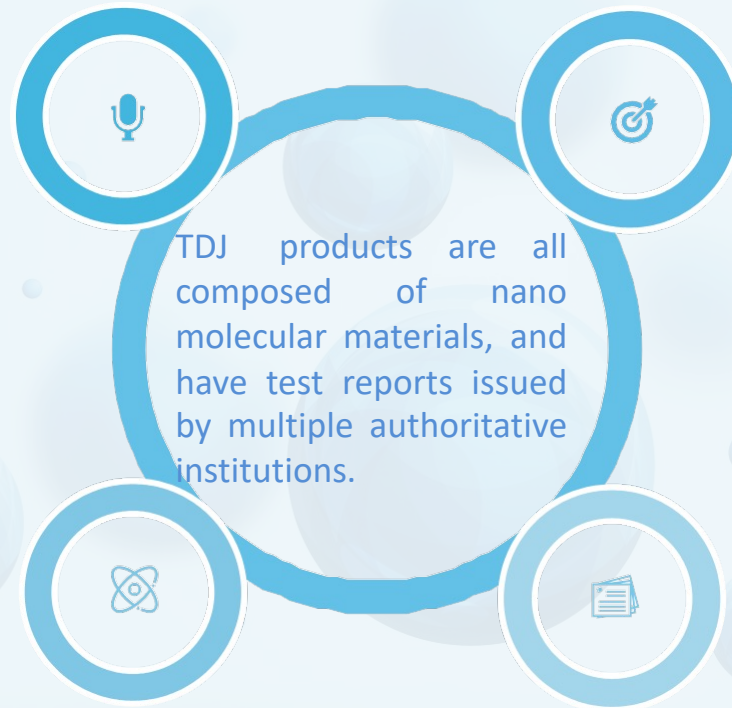 TDJ products are all
composed of nano
molecular materials, and
have test reports issued
by multiple authoritative
institutions.